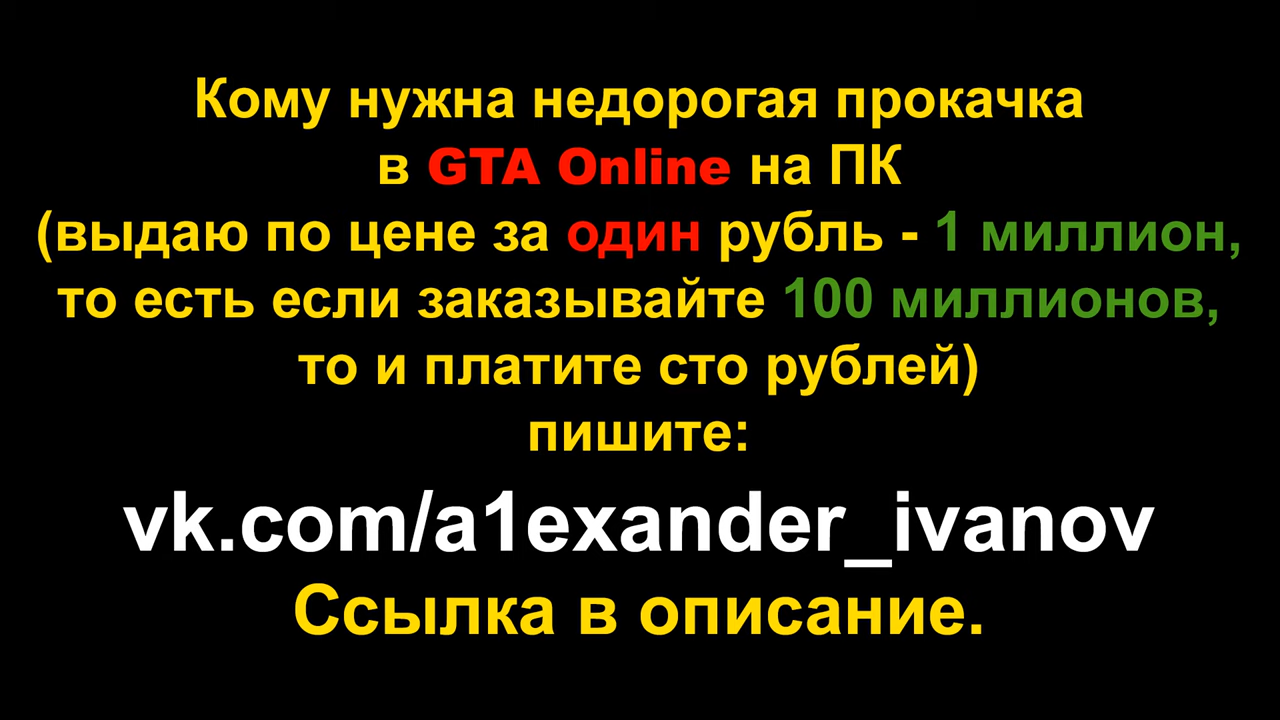 Кому нужна недорогая прокачка
в GTA Online на ПК
(выдаю по цене за один рубль - 1 миллион,
то есть если заказывайте 100 миллионов,
то и платите сто рублей)
пишите:
vk.com/a1exander_ivanov
Ссылка в описание.